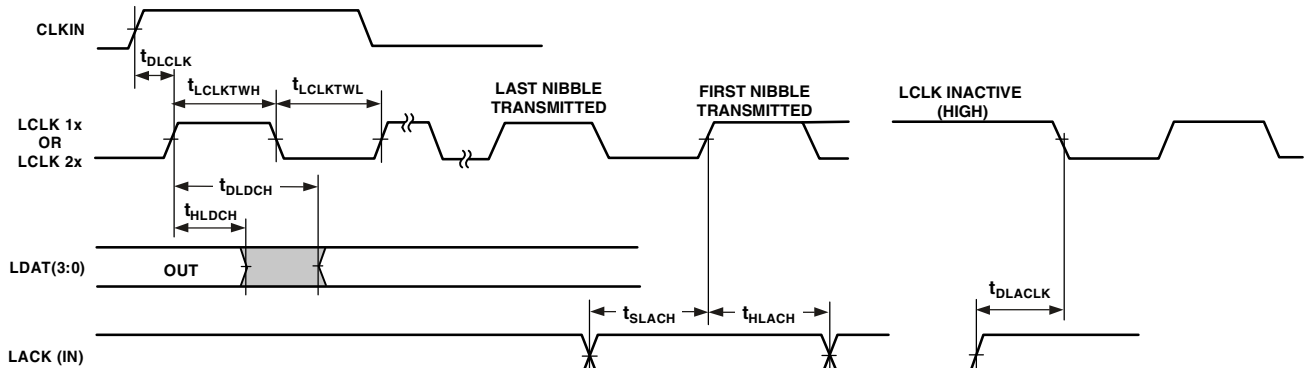 CLKIN
tDLCLK
tLCLKTWH
tLCLKTWL
LAST NIBBLE
TRANSMITTED
FIRST NIBBLE
TRANSMITTED
LCLK INACTIVE
(HIGH)
LCLK 1x
OR
LCLK 2x
tDLDCH
tHLDCH
LDAT(3:0)
OUT
tSLACH
tHLACH
tDLACLK
LACK (IN)